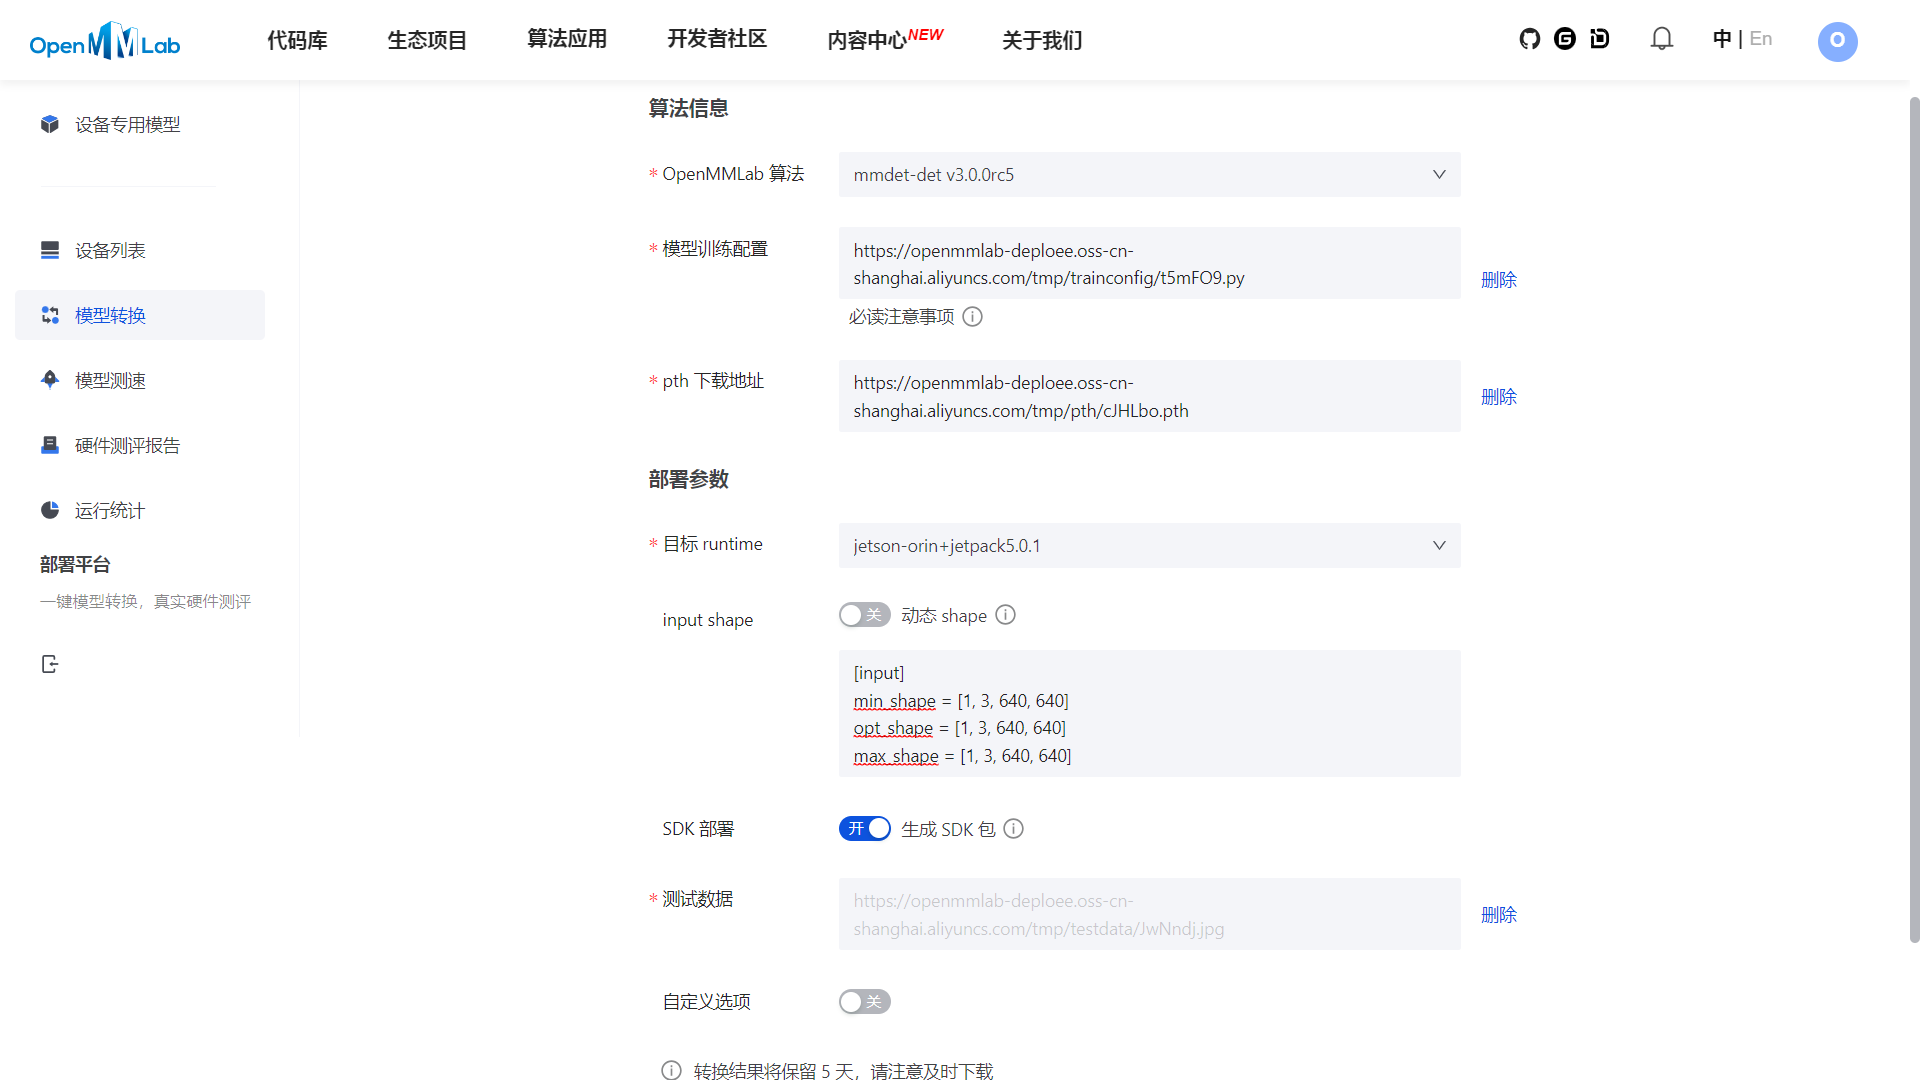 OpenMMLab
代码库
生态项目
算法应用
开发者社区
内容中心NEW
关于我们
中 | En
O
设备专用模型
设备列表
模型转换
模型测速
硬件测评报告
运行统计
部署平台
一键模型转换，真实硬件测评
算法信息
* OpenMMLab 算法
mmdet-det v3.0.0rc5
* 模型训练配置
https://openmmlab-deploee.oss-cn-
shanghai.aliyuncs.com/tmp/trainconfig/t5mFO9.py
删除
必读注意事项
* pth 下载地址
https://openmmlab-deploee.oss-cn-
shanghai.aliyuncs.com/tmp/pth/cJHLbo.pth
删除
部署参数
* 目标 runtime
jetson-orin+jetpack5.0.1
input shape
关 动态 shape
[input]
min_shape = [1, 3, 640, 640]
opt_shape = [1, 3, 640, 640]
max_shape = [1, 3, 640, 640]
SDK 部署
开 生成 SDK 包
* 测试数据
https://openmmlab-deploee.oss-cn-
shanghai.aliyuncs.com/tmp/testdata/JwNndj.jpg
删除
自定义选项
关
转换结果将保留 5 天，请注意及时下载